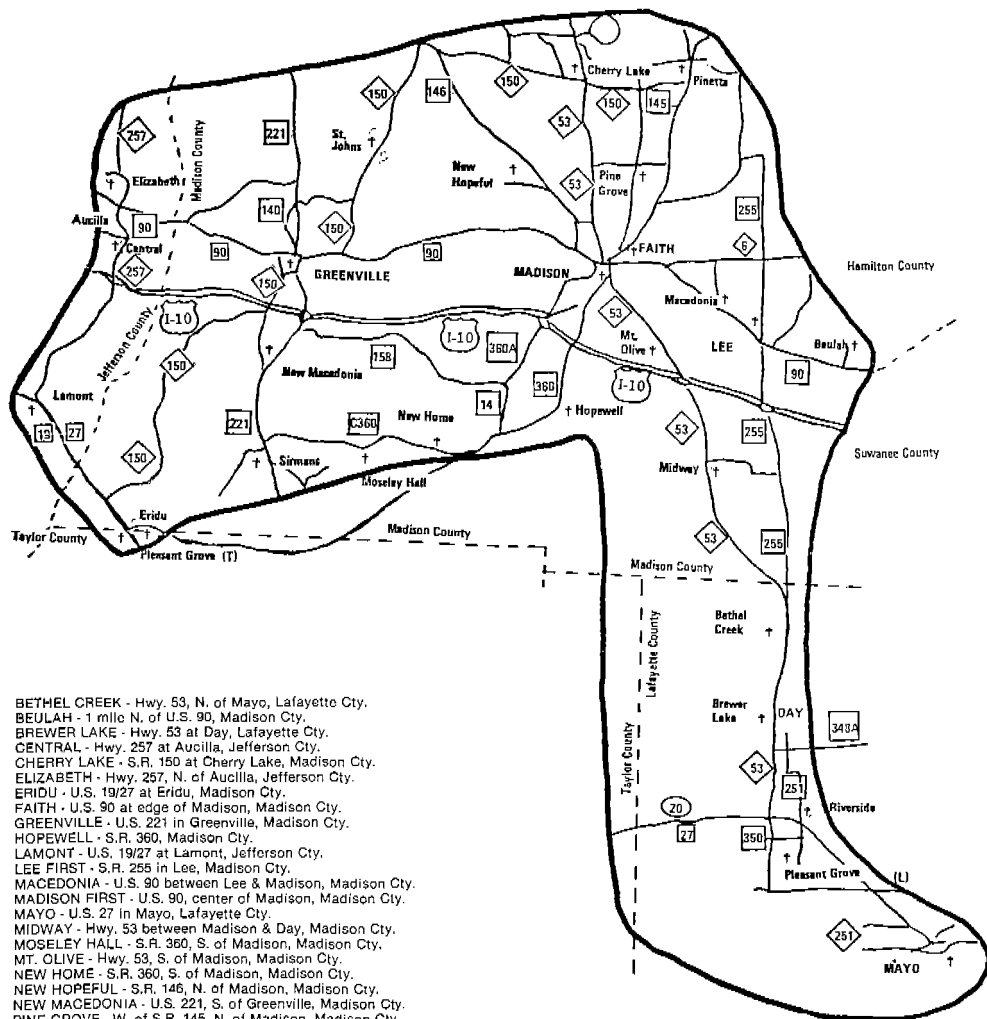 150
146
150
Cherry Lake
Pinetta
257
221
53
150
145
St. Johns
Madison County
New Hopeful
Elizabeth
53
Pine Grove
Aucilla
90
140
150
255
Central
90
90
FAITH
6
257
150
GREENVILLE
MADISON
Hamilton County
Jefferson County
I-10
Macedonia
53
150
I-10
360A
Mt. Olive
LEE
Beulah
158
New Macedonia
I-10
90
Lamont
360
14
19
27
221
C360
New Home
Hopewell
53
255
150
Sirmans
Midway
Suwanee County
Moseley Hall
Eridu
53
255
Taylor County
Madison County
Pleasant Grove (T)
Madison County
Bethel Creek
Lafayette County
Brewer Lake
DAY
348A
Taylor County
53
251
20
Riverside
27
350
Pleasant Grove
(L)
251
MAYO
BETHEL CREEK - Hwy. 53, N. of Mayo, Lafayette Cty.
BEULAH - 1 mile N. of U.S. 90, Madison Cty.
BREWER LAKE - Hwy. 53 at Day, Lafayette Cty.
CENTRAL - Hwy. 257 at Aucilla, Jefferson Cty.
CHERRY LAKE - S.R. 150 at Cherry Lake, Madison Cty.
ELIZABETH - Hwy. 257, N. of Aucilla, Jefferson Cty.
ERIDU - U.S. 19/27 at Eridu, Madison Cty.
FAITH - U.S. 90 at edge of Madison, Madison Cty.
GREENVILLE - U.S. 221 in Greenville, Madison Cty.
HOPEWELL - S.R. 360, Madison Cty.
LAMONT - U.S. 19/27 at Lamont, Jefferson Cty.
LEE FIRST - S.R. 255 in Lee, Madison Cty.
MACEDONIA - U.S. 90 between Lee & Madison, Madison Cty.
MADISON FIRST - U.S. 90, center of Madison, Madison Cty.
MAYO - U.S. 27 in Mayo, Lafayette Cty.
MIDWAY - Hwy. 53 between Madison & Day, Madison Cty.
MOSELEY HALL - S.R. 360, S. of Madison, Madison Cty.
MT. OLIVE - Hwy. 53, S. of Madison, Madison Cty.
NEW HOME - S.R. 360, S. of Madison, Madison Cty.
NEW HOPEFUL - S.R. 146, N. of Madison, Madison Cty.
NEW MACEDONIA - U.S. 221, S. of Greenville, Madison Cty.
PINE GROVE - W. of S.R. 145, N. of Madison, Madison Cty.